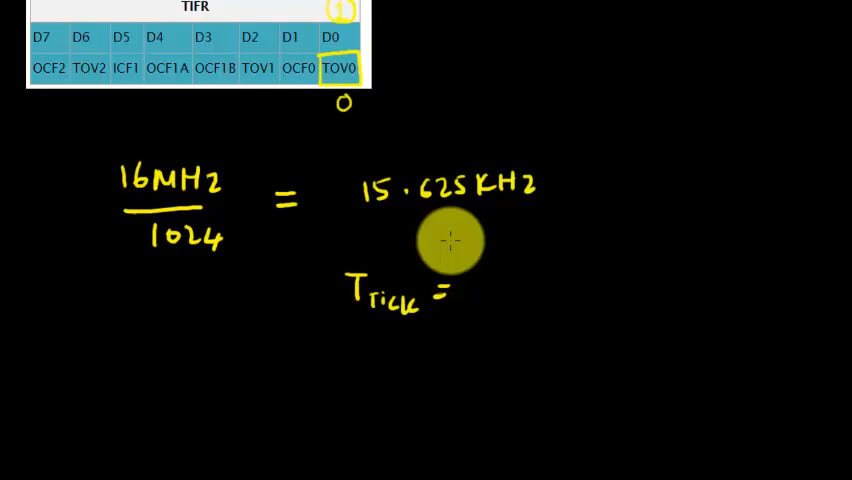 TIFR 1
D7 D6 D5 D4 D3 D2 D1 D0
OCF2 TOV2 ICF1 OCF1A OCF1B TOV1 OCF0 TOV0
0
16MHz = 15.625KHz
1024
TTick =